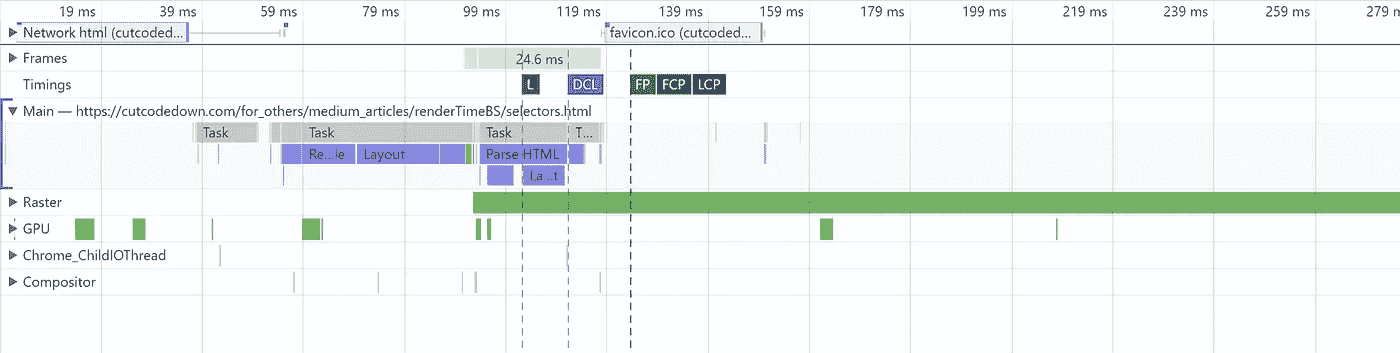 19 ms 39 ms 59 ms 79 ms 99 ms 119 ms 139 ms 159 ms 179 ms 199 ms 219 ms 239 ms 259 ms 279 m
Network html (cutcoded... favicon.ico (cutcoded...
Frames 24.6 ms
Timings L DCL FP FCP LCP
Main — https://cutcodedown.com/for_others/medium_articles/renderTimeBS/selectors.html
Task Task Task T...
Re...le Layout Parse HTML
La...t
Raster
GPU
Chrome_ChildIOThread
Compositor